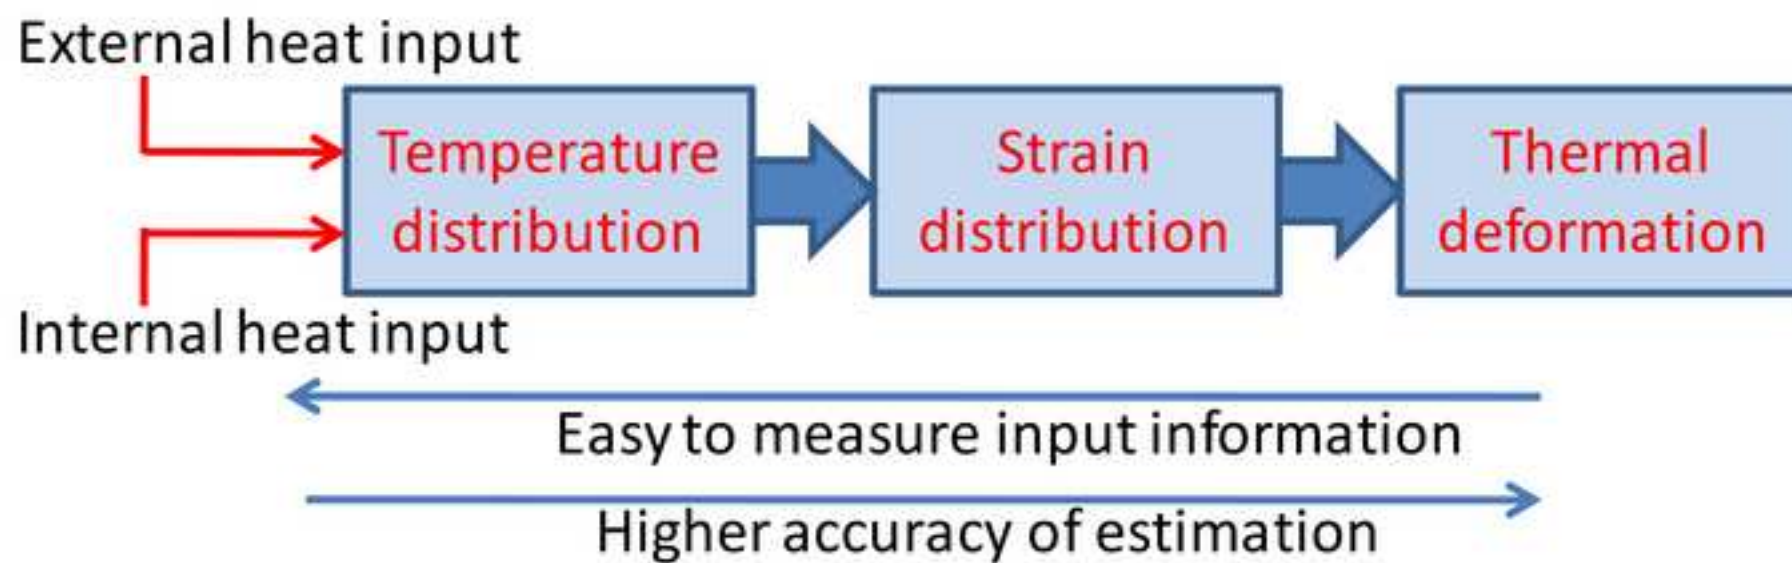 External heat input
Temperature
distribution
Strain
distribution
Thermal
deformation
Internal heat input
Easy to measure input information
Higher accuracy of estimation